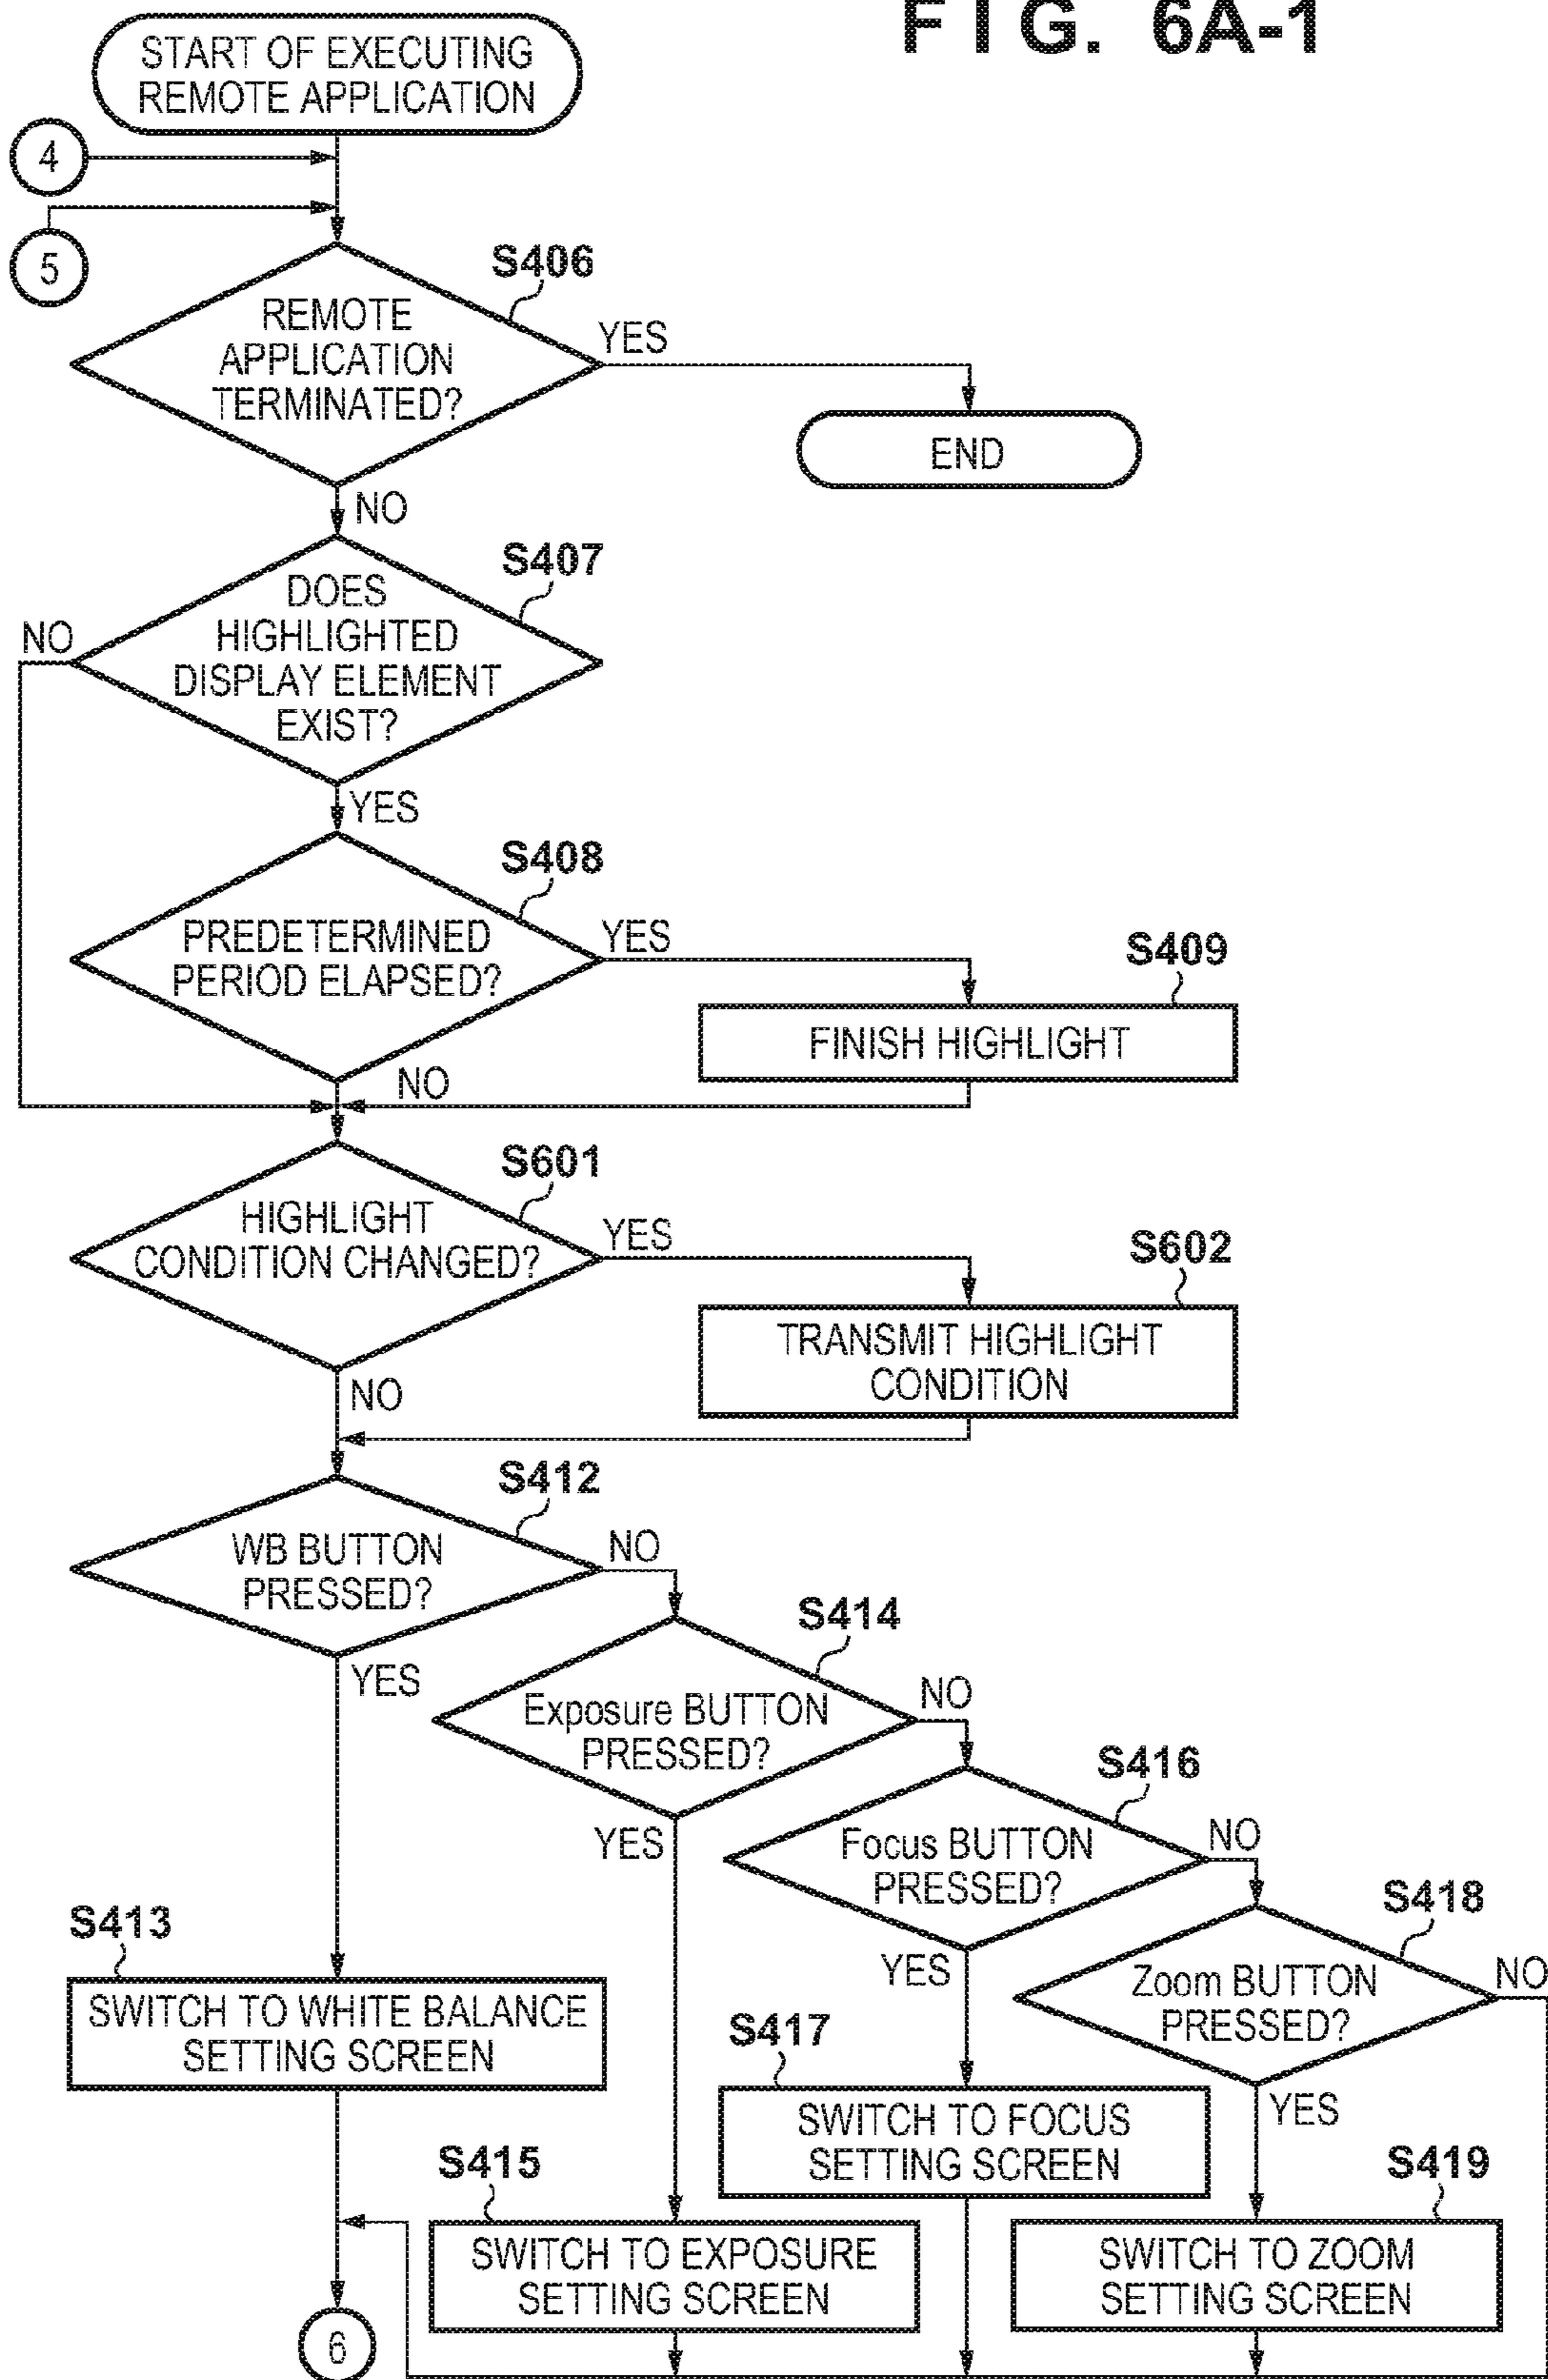 FIG. 6A-1
START OF EXECUTING
REMOTE APPLICATION
4
5
S406
REMOTE
APPLICATION
TERMINATED?
YES
END
NO
S407
DOES
HIGHLIGHTED
DISPLAY ELEMENT
EXIST?
NO
YES
S408
PREDETERMINED
PERIOD ELAPSED?
YES
S409
FINISH HIGHLIGHT
NO
S601
HIGHLIGHT
CONDITION CHANGED?
YES
S602
TRANSMIT HIGHLIGHT
CONDITION
NO
S412
WB BUTTON
PRESSED?
NO
YES
S414
Exposure BUTTON
PRESSED?
NO
YES
S416
Focus BUTTON
PRESSED?
NO
YES
S418
Zoom BUTTON
PRESSED?
NO
YES
S413
SWITCH TO WHITE BALANCE
SETTING SCREEN
S417
SWITCH TO FOCUS
SETTING SCREEN
S415
SWITCH TO EXPOSURE
SETTING SCREEN
S419
SWITCH TO ZOOM
SETTING SCREEN
6